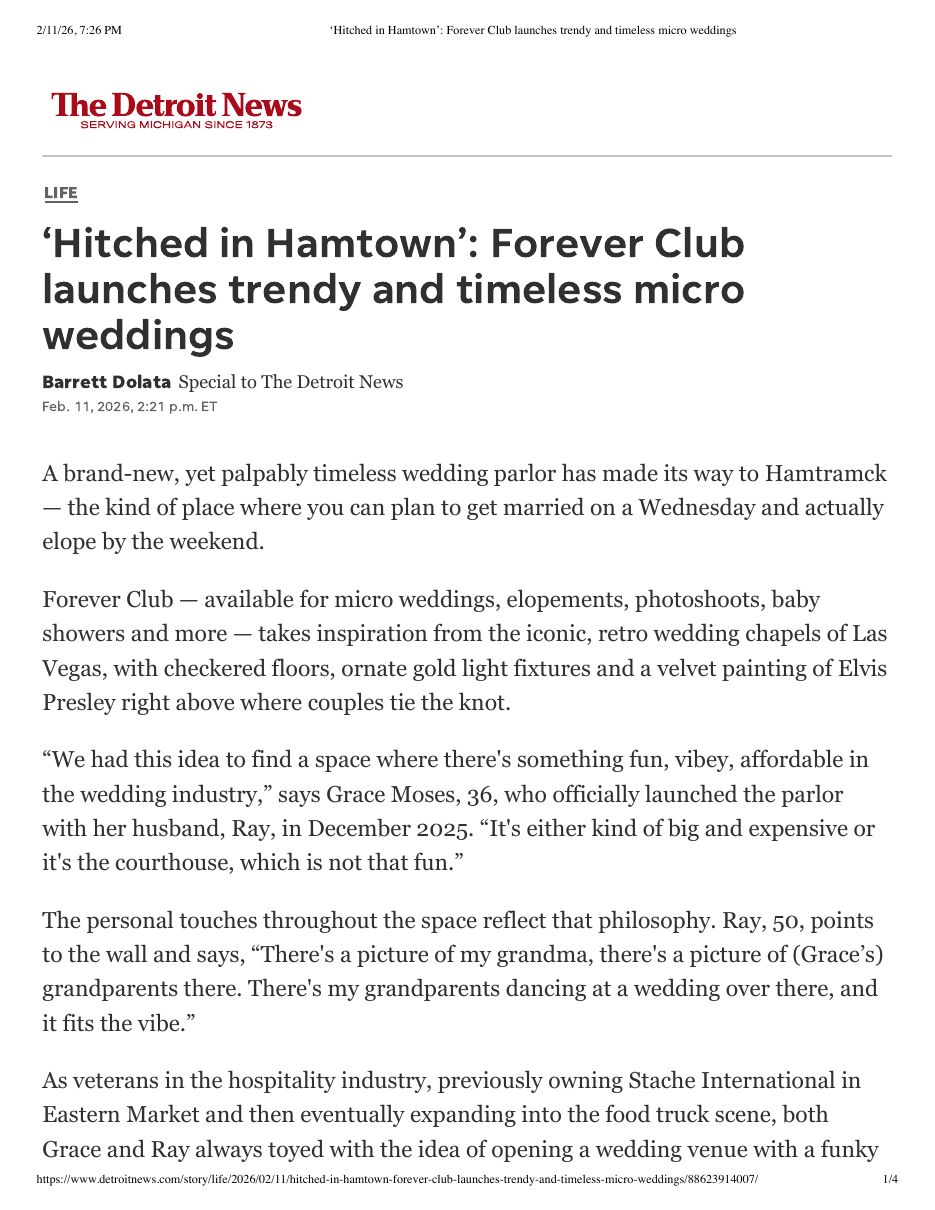 2/11/26, 7:26 PM
‘Hitched in Hamtown’: Forever Club launches trendy and timeless micro weddings
The Detroit News
SERVING MICHIGAN SINCE 1873
LIFE
‘Hitched in Hamtown’: Forever Club
launches trendy and timeless micro
weddings
Barrett Dolata Special to The Detroit News
Feb. 11, 2026, 2:21 p.m. ET
A brand-new, yet palpably timeless wedding parlor has made its way to Hamtramck
— the kind of place where you can plan to get married on a Wednesday and actually
elope by the weekend.
Forever Club — available for micro weddings, elopements, photoshoots, baby
showers and more — takes inspiration from the iconic, retro wedding chapels of Las
Vegas, with checkered floors, ornate gold light fixtures and a velvet painting of Elvis
Presley right above where couples tie the knot.
“We had this idea to find a space where there's something fun, vibey, affordable in
the wedding industry,” says Grace Moses, 36, who officially launched the parlor
with her husband, Ray, in December 2025. “It's either kind of big and expensive or
it's the courthouse, which is not that fun.”
The personal touches throughout the space reflect that philosophy. Ray, 50, points
to the wall and says, “There's a picture of my grandma, there's a picture of (Grace’s)
grandparents there. There's my grandparents dancing at a wedding over there, and
it fits the vibe.”
As veterans in the hospitality industry, previously owning Stache International in
Eastern Market and then eventually expanding into the food truck scene, both
Grace and Ray always toyed with the idea of opening a wedding venue with a funky
https://www.detroitnews.com/story/life/2026/02/11/hitched-in-hamtown-forever-club-launches-trendy-and-timeless-micro-weddings/88623914007/
1/4